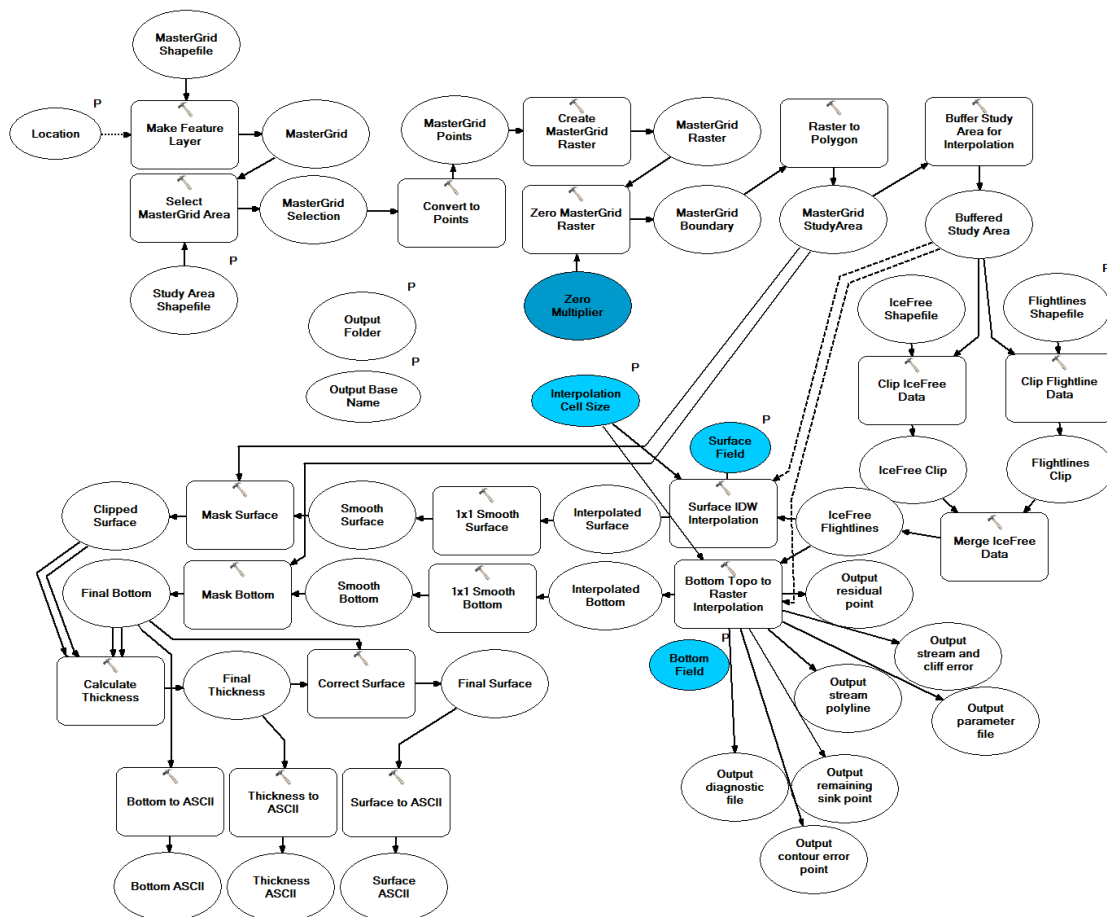 MasterGrid
Shapefile
P
Location
Make Feature
Layer
MasterGrid
Select
MasterGrid Area
MasterGrid
Selection
P
Study Area
Shapefile
MasterGrid
Points
Convert to
Points
Create
MasterGrid
Raster
MasterGrid
Raster
Zero MasterGrid
Raster
MasterGrid
Boundary
Zero
Multiplier
Raster to
Polygon
MasterGrid
StudyArea
Buffer Study
Area for
Interpolation
Buffered
Study Area
P
Output
Folder
P
Output Base
Name
P
Interpolation
Cell Size
P
Surface
Field
IceFree
Shapefile
P
Flightlines
Shapefile
Clip IceFree
Data
Clip Flightline
Data
IceFree Clip
Flightlines
Clip
Merge IceFree
Data
IceFree
Flightlines
Surface IDW
Interpolation
Interpolated
Surface
1x1 Smooth
Surface
Smooth
Surface
Mask Surface
Clipped
Surface
Final Bottom
Mask Bottom
Smooth
Bottom
1x1 Smooth
Bottom
Interpolated
Bottom
Bottom Topo to
Raster
Interpolation
Output
residual
point
P
Bottom
Field
Output
stream and
cliff error
Output
stream
polyline
Output
parameter
file
Output
diagnostic
file
Output
remaining
sink point
Output
contour error
point
Calculate
Thickness
Final
Thickness
Correct Surface
Final Surface
Bottom to ASCII
Thickness to
ASCII
Surface to ASCII
Bottom ASCII
Thickness
ASCII
Surface
ASCII